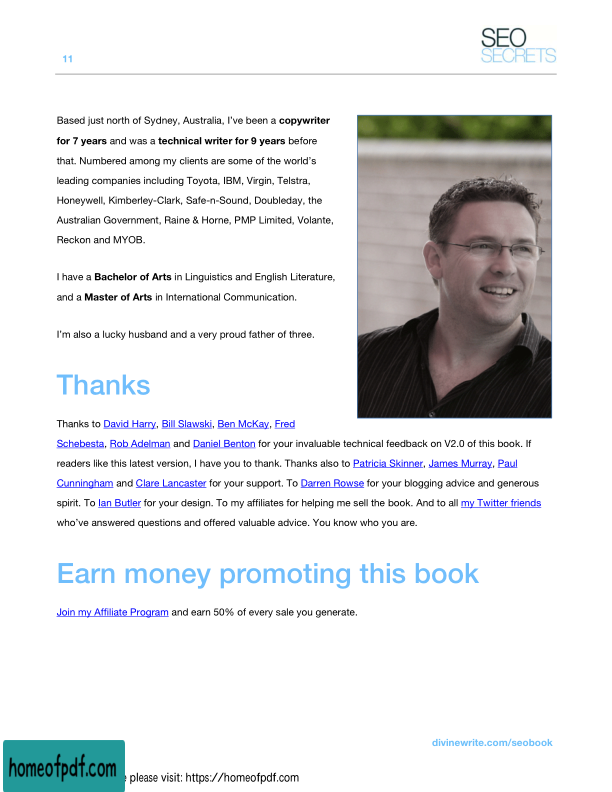 SEO
SECRETS
11
Based just north of Sydney, Australia, I've been a copywriter
for 7 years and was a technical writer for 9 years before
that. Numbered among my clients are some of the world's
leading companies including Toyota, IBM, Virgin, Telstra,
Honeywell, Kimberley-Clark, Safe-n-Sound, Doubleday, the
Australian Government, Raine & Horne, PMP Limited, Volante,
Reckon and MYOB.
I have a Bachelor of Arts in Linguistics and English Literature,
and a Master of Arts in International Communication.
I'm also a lucky husband and a very proud father of three.
Thanks
Thanks to David Harry, Bill Slawski, Ben McKay, Fred
Schebesta, Rob Adelman and Daniel Benton for your invaluable technical feedback on V2.0 of this book. If
readers like this latest version, I have you to thank. Thanks also to Patricia Skinner, James Murray, Paul
Cunningham and Clare Lancaster for your support. To Darren Rowse for your blogging advice and generous
spirit. To Ian Butler for your design. To my affiliates for helping me sell the book. And to all my Twitter friends
who've answered questions and offered valuable advice. You know who you are.
Earn money promoting this book
Join my Affiliate Program and earn 50% of every sale you generate.
divinewrite.com/seobook
homeofpdf.com
please visit: https://homeofpdf.com